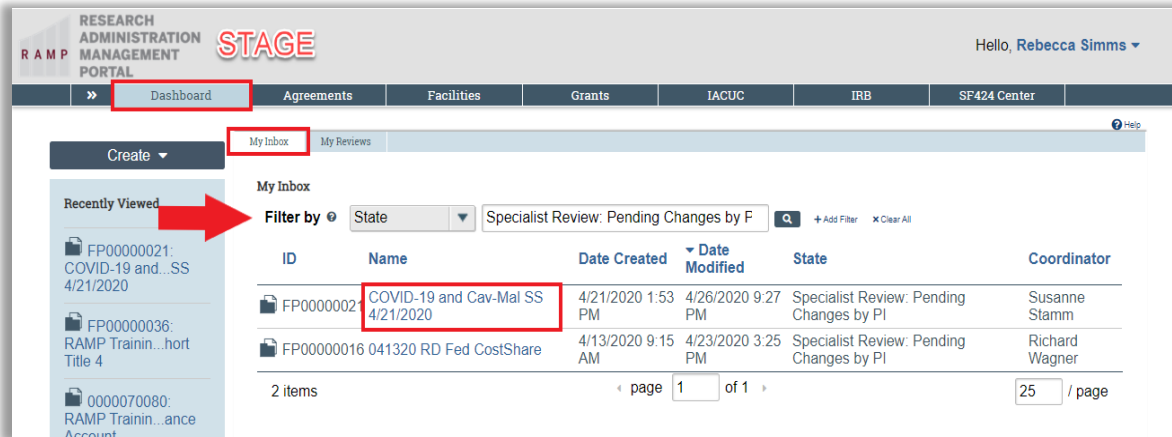 RESEARCH
ADMINISTRATION
RAMP MANAGEMENT
PORTAL
STAGE
Hello, Rebecca Simms
» Dashboard Agreements Facilities Grants IACUC IRB SF424 Center
Help
Create
My Inbox My Reviews
Recently Viewed
My Inbox
Filter by State Specialist Review: Pending Changes by F + Add Filter × Clear All
ID Name Date Created Date Modified State Coordinator
FP00000021:
COVID-19 and...SS
4/21/2020
FP00000021 COVID-19 and Cav-Mal SS 4/21/2020 4/21/2020 1:53 PM 4/26/2020 9:27 PM Specialist Review: Pending Changes by PI Susanne Stamm
FP00000036:
RAMP Trainin...hort
Title 4
FP00000016 041320 RD Fed CostShare 4/13/2020 9:15 AM 4/23/2020 3:25 PM Specialist Review: Pending Changes by PI Richard Wagner
2 items page 1 of 1 25 / page
0000070080:
RAMP Trainin...ance
Account